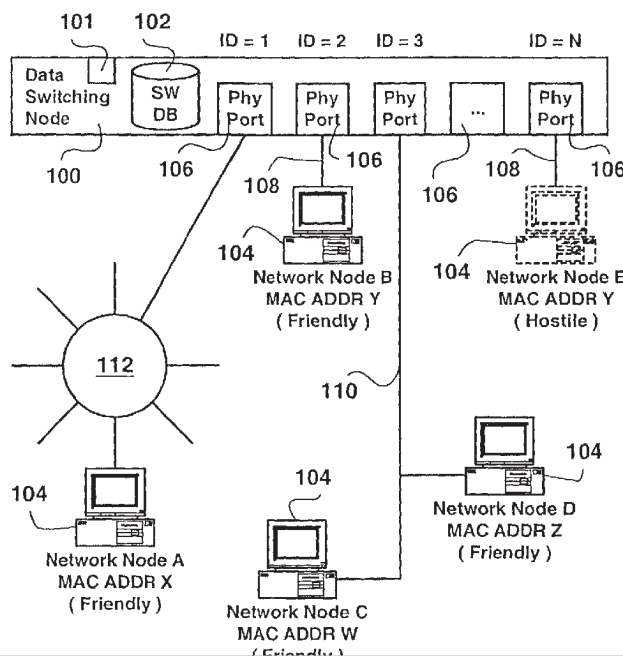 101
102
ID = 1
ID = 2
ID = 3
ID = N
Data
Switching
Node
100
SW
DB
Phy
Port
Phy
Port
Phy
Port
...
Phy
Port
106
106
106
106
108
108
104
Network Node B
MAC ADDR Y
( Friendly )
104
Network Node E
MAC ADDR Y
( Hostile )
112
110
104
Network Node A
MAC ADDR X
( Friendly )
104
Network Node C
MAC ADDR W
( Friendly )
104
Network Node D
MAC ADDR Z
( Friendly )